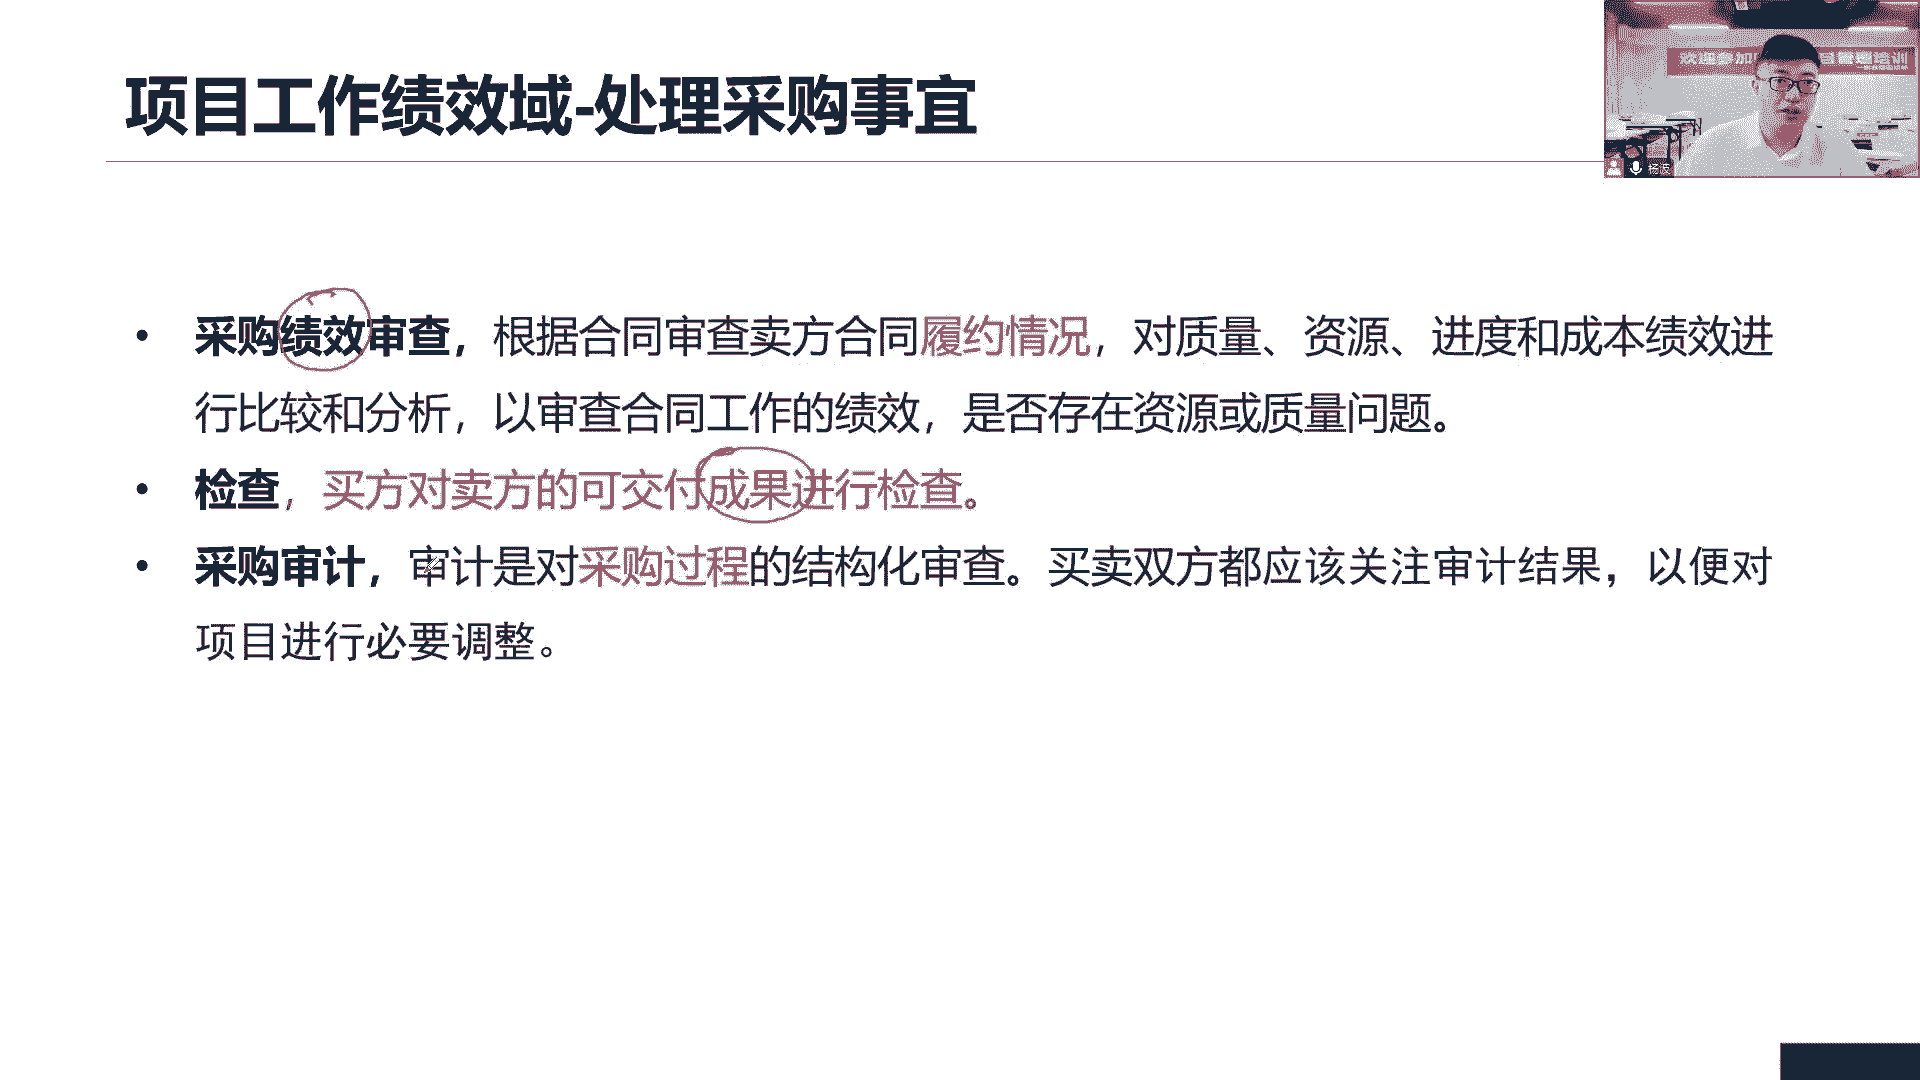 项目工作绩效域-处理采购事宜
• 采购绩效审查，根据合同审查卖方合同履约情况，对质量、资源、进度和成本绩效进
行比较和分析，以审查合同工作的绩效，是否存在资源或质量问题。
• 检查，买方对卖方的可交付成果进行检查。
• 采购审计，审计是对采购过程的结构化审查。买卖双方都应该关注审计结果，以便对
项目进行必要调整。
欢迎参加 目管理培训
杨波